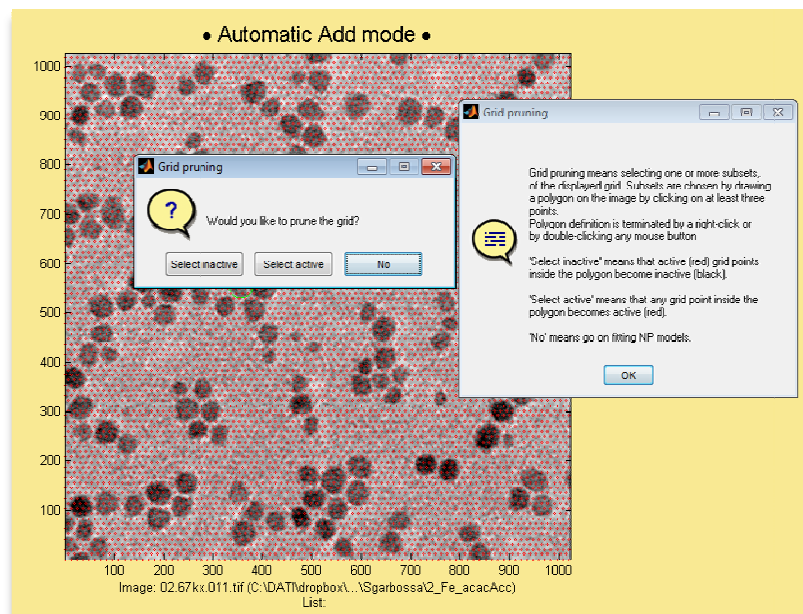 • Automatic Add mode •
1000
900
800
700
600
500
400
300
200
100
100 200 300 400 500 600 700 800 900 1000
Image: 02.67kx.011.tif (C:\DATI\dropbox\...\Sgarbossa\2_Fe_acacAcc)
List:
Grid pruning
?
Would you like to prune the grid?
Select inactive Select active No
Grid pruning
Grid pruning means selecting one or more subsets,
of the displayed grid. Subsets are chosen by drawing
a polygon on the image by clicking on at least three
points.
Polygon definition is terminated by a right-click or
by double-clicking any mouse button
'Select inactive' means that active (red) grid points
inside the polygon become inactive (black).
'Select active' means that any grid point inside the
polygon becomes active (red).
'No' means go on fitting NP models.
OK